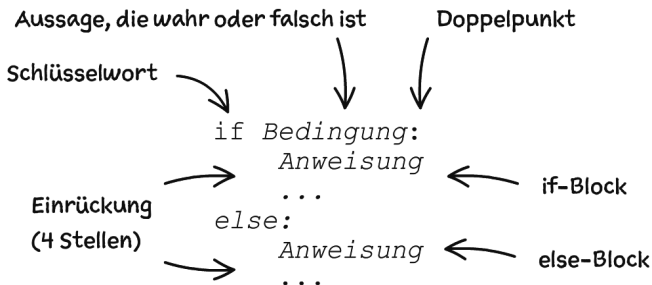 Aussage, die wahr oder falsch ist
Doppelpunkt
Schlüsselwort
if Bedingung:
Anweisung
...
if-Block
Einrückung
(4 Stellen)
else:
Anweisung
...
else-Block